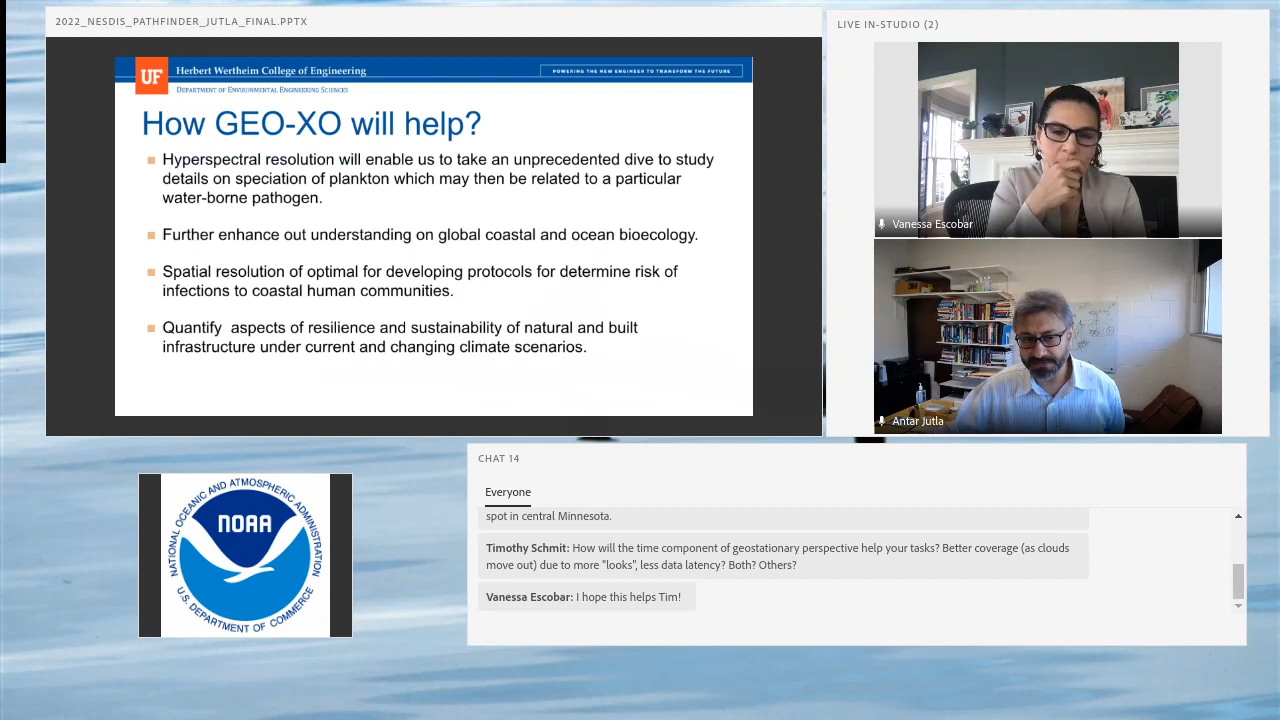 2022_NESDIS_PATHFINDER_JUTLA_FINAL.PPTX
UF
Herbert Wertheim College of Engineering
POWERING THE NEW ENGINEER TO TRANSFORM THE FUTURE
DEPARTMENT OF ENVIRONMENTAL ENGINEERING SCIENCES
How GEO-XO will help?
Hyperspectral resolution will enable us to take an unprecedented dive to study
details on speciation of plankton which may then be related to a particular
water-borne pathogen.
Further enhance out understanding on global coastal and ocean bioecology.
Spatial resolution of optimal for developing protocols for determine risk of
infections to coastal human communities.
Quantify aspects of resilience and sustainability of natural and built
infrastructure under current and changing climate scenarios.
LIVE IN-STUDIO (2)
Vanessa Escobar
Antar Jutla
NATIONAL OCEANIC AND ATMOSPHERIC ADMINISTRATION
NOAA
U.S. DEPARTMENT OF COMMERCE
CHAT 14
Everyone
spot in central Minnesota.
Timothy Schmit: How will the time component of geostationary perspective help your tasks? Better coverage (as clouds
move out) due to more "looks", less data latency? Both? Others?
Vanessa Escobar: I hope this helps Tim!